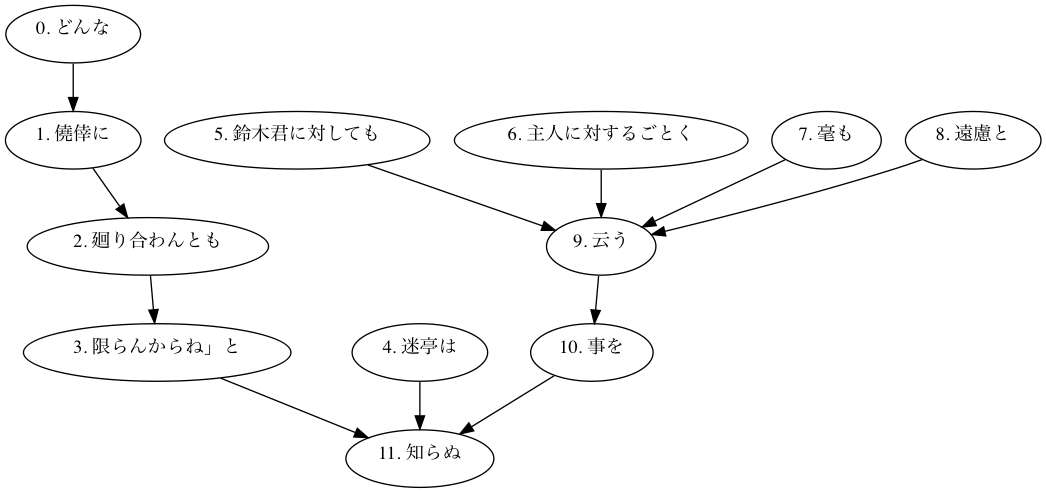 0. どんな
1. 僥倖に
5. 鈴木君に対しても
6. 主人に対するごとく
7. 毫も
8. 遠慮と
2. 廻り合わんとも
9. 云う
3. 限らんからね」と
4. 迷亭は
10. 事を
11. 知らぬ